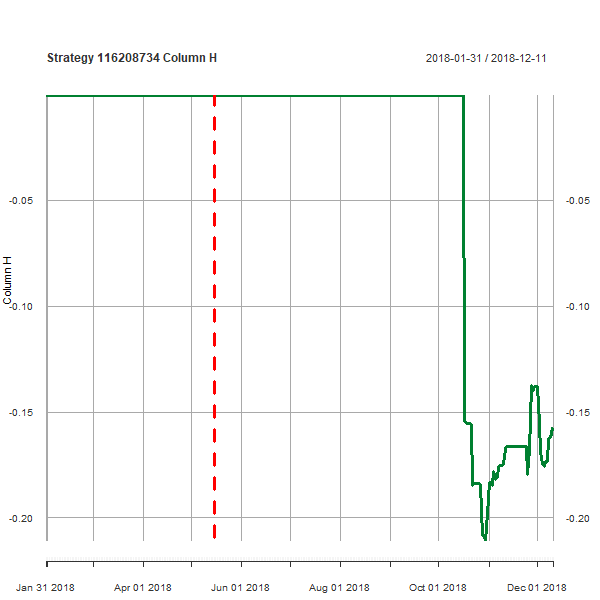 Strategy 116208734 Column H
2018-01-31 / 2018-12-11
-0.05
-0.05
-0.10
-0.10
-0.15
-0.15
-0.20
-0.20
Column H
Jan 31 2018
Apr 01 2018
Jun 01 2018
Aug 01 2018
Oct 01 2018
Dec 01 2018